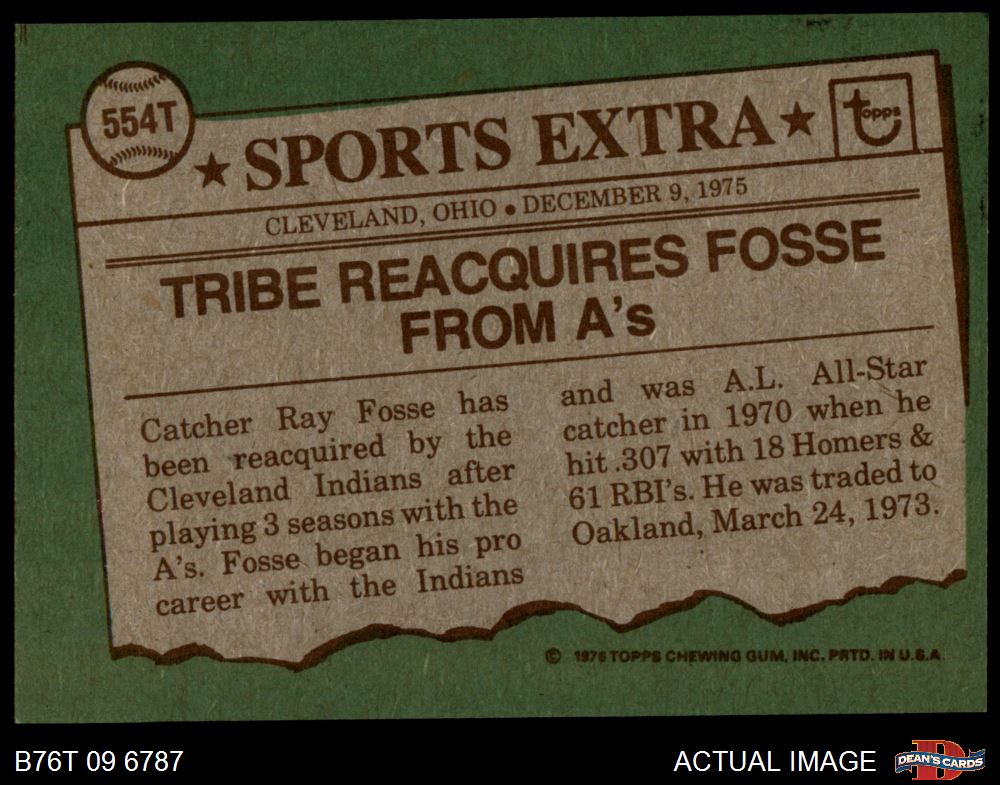 554T
★ SPORTS EXTRA ★
topps
CLEVELAND, OHIO • DECEMBER 9, 1975
TRIBE REACQUIRES FOSSE
FROM A's
Catcher Ray Fosse has
been reacquired by the
Cleveland Indians after
playing 3 seasons with the
A's. Fosse began his pro
career with the Indians
and was A.L. All-Star
catcher in 1970 when he
hit .307 with 18 Homers &
61 RBI's. He was traded to
Oakland, March 24, 1973.
© 1976 TOPPS CHEWING GUM, INC. PRTD. IN U.S.A.
B76T 09 6787
ACTUAL IMAGE
DEAN'S CARDS